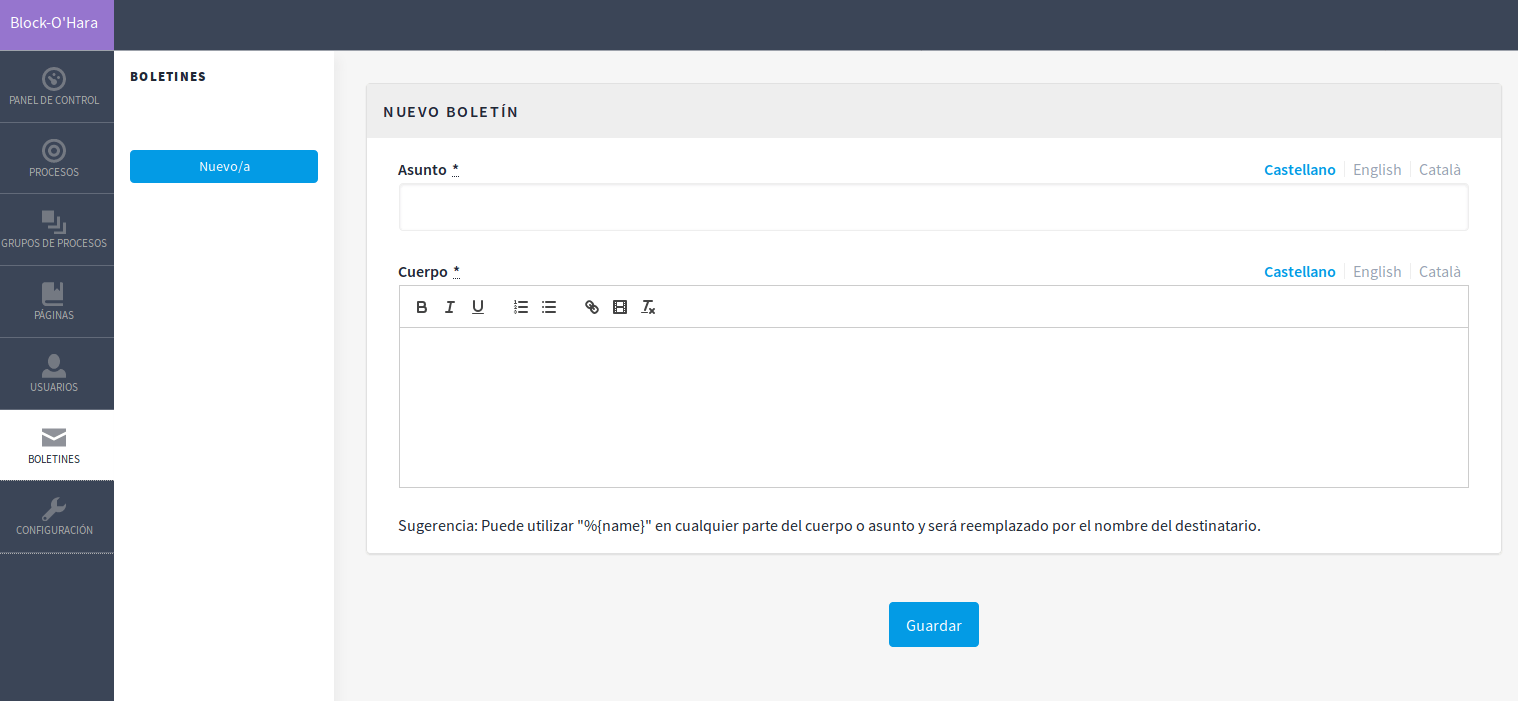 Block-O'Hara
PANEL DE CONTROL
PROCESOS
GRUPOS DE PROCESOS
PÁGINAS
USUARIOS
BOLETINES
CONFIGURACIÓN
BOLETINES
Nuevo/a
NUEVO BOLETÍN
Asunto * Castellano English Català
Cuerpo * Castellano English Català
Sugerencia: Puede utilizar "%{name}" en cualquier parte del cuerpo o asunto y será reemplazado por el nombre del destinatario.
Guardar